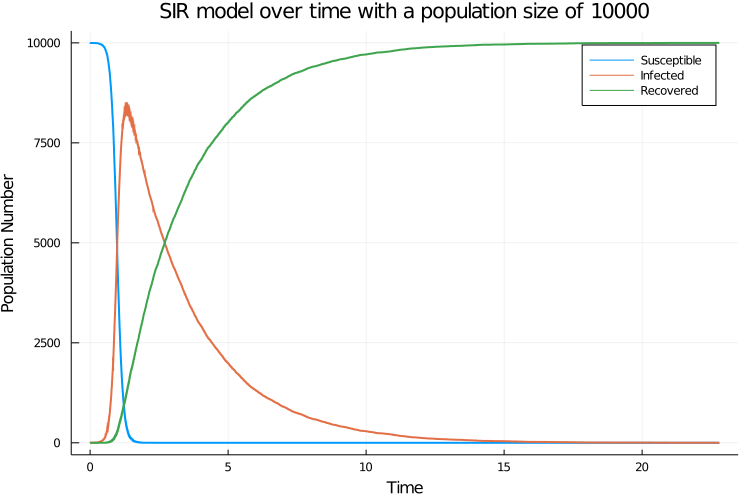 SIR model over time with a population size of 10000
Population Number
10000
7500
5000
2500
0
Susceptible
Infected
Recovered
0 5 10 15 20
Time